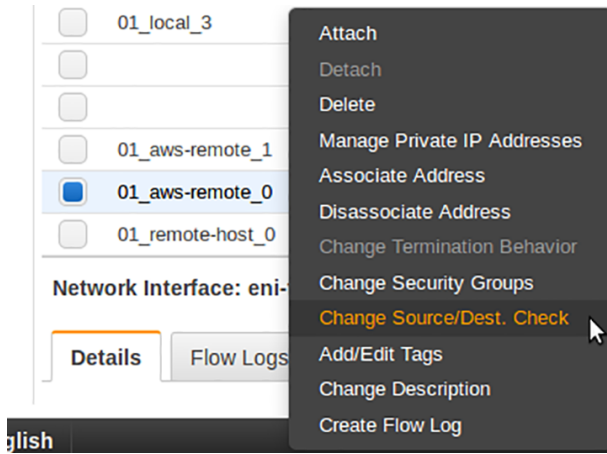 01_local_3
01_aws-remote_1
01_aws-remote_0
01_remote-host_0
Network Interface: eni-
Details
Flow Logs
glish
Attach
Detach
Delete
Manage Private IP Addresses
Associate Address
Disassociate Address
Change Termination Behavior
Change Security Groups
Change Source/Dest. Check
Add/Edit Tags
Change Description
Create Flow Log